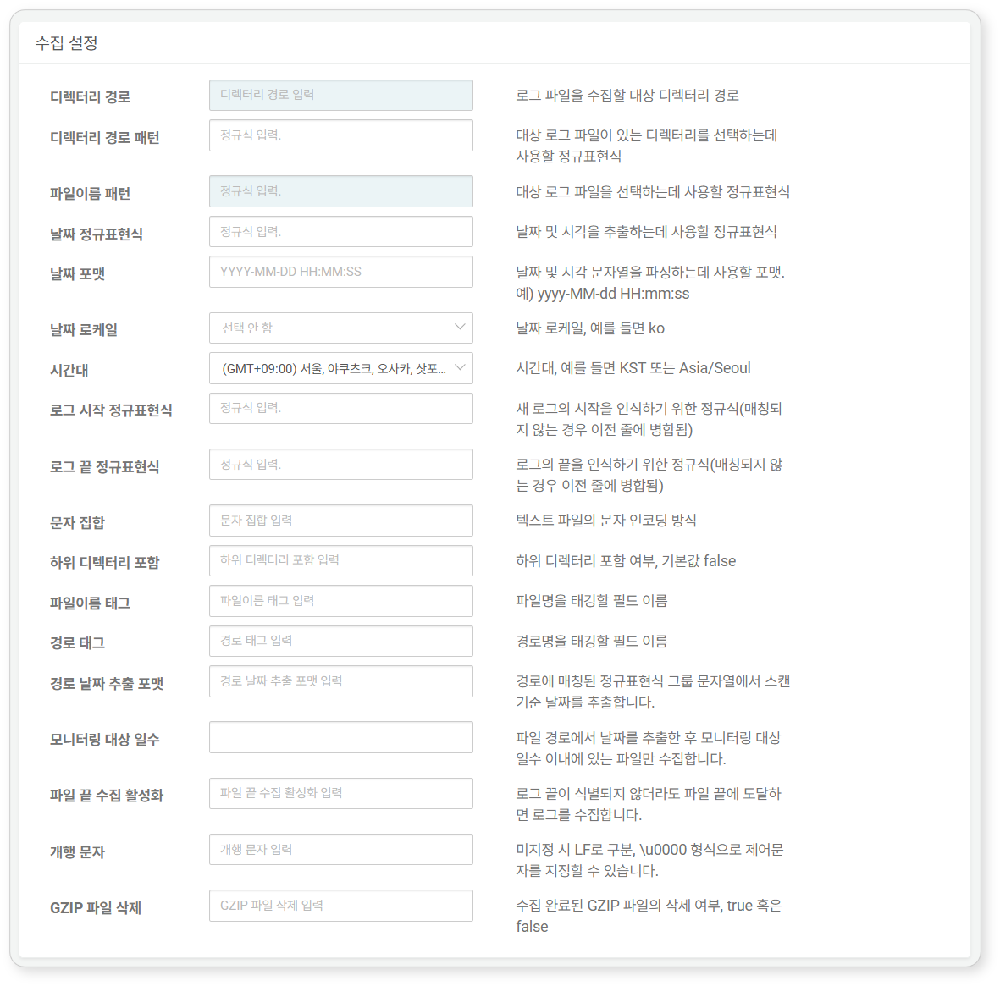 수집 설정
디렉터리 경로
디렉터리 경로 입력
로그 파일을 수집할 대상 디렉터리 경로
디렉터리 경로 패턴
정규식 입력.
대상 로그 파일이 있는 디렉터리를 선택하는데
사용할 정규표현식
파일이름 패턴
정규식 입력.
대상 로그 파일을 선택하는데 사용할 정규표현식
날짜 정규표현식
정규식 입력.
날짜 및 시각을 추출하는데 사용할 정규표현식
날짜 포맷
YYYY-MM-DD HH:MM:SS
날짜 및 시각 문자열을 파싱하는데 사용할 포맷.
예) yyyy-MM-dd HH:mm:ss
날짜 로케일
선택 안 함
날짜 로케일, 예를 들면 ko
시간대
(GMT+09:00) 서울, 야쿠츠크, 오사카, 삿포...
시간대, 예를 들면 KST 또는 Asia/Seoul
로그 시작 정규표현식
정규식 입력.
새 로그의 시작을 인식하기 위한 정규식(매칭되
지 않는 경우 이전 줄에 병합됨)
로그 끝 정규표현식
정규식 입력.
로그의 끝을 인식하기 위한 정규식(매칭되지 않
는 경우 이전 줄에 병합됨)
문자 집합
문자 집합 입력
텍스트 파일의 문자 인코딩 방식
하위 디렉터리 포함
하위 디렉터리 포함 입력
하위 디렉터리 포함 여부, 기본값 false
파일이름 태그
파일이름 태그 입력
파일명을 태깅할 필드 이름
경로 태그
경로 태그 입력
경로명을 태깅할 필드 이름
경로 날짜 추출 포맷
경로 날짜 추출 포맷 입력
경로에 매칭된 정규표현식 그룹 문자열에서 스캔
기준 날짜를 추출합니다.
모니터링 대상 일수
파일 경로에서 날짜를 추출한 후 모니터링 대상
일수 이내에 있는 파일만 수집합니다.
파일 끝 수집 활성화
파일 끝 수집 활성화 입력
로그 끝이 식별되지 않더라도 파일 끝에 도달하
면 로그를 수집합니다.
개행 문자
개행 문자 입력
미지정 시 LF로 구분, \u0000 형식으로 제어문
자를 지정할 수 있습니다.
GZIP 파일 삭제
GZIP 파일 삭제 입력
수집 완료된 GZIP 파일의 삭제 여부, true 혹은
false